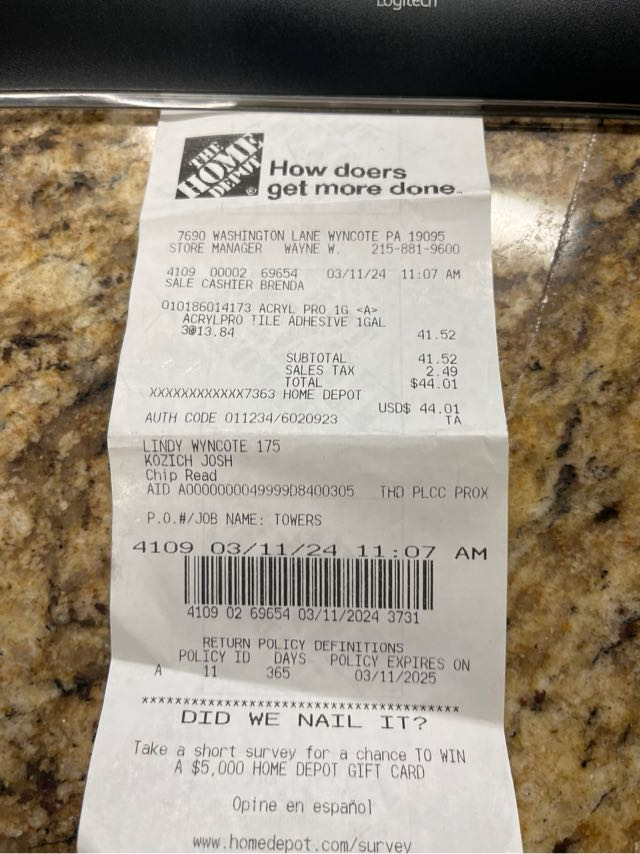 Logitech
THE
HOME
DEPOT
®
How doers
get more done™
7690 WASHINGTON LANE WYNCOTE PA 19095
STORE MANAGER WAYNE W. 215-881-9600
4109 00002 69654 03/11/24 11:07 AM
SALE CASHIER BRENDA
010186014173 ACRYL PRO 1G <A>
ACRYLPRO TILE ADHESIVE 1GAL
3@13.84 41.52
SUBTOTAL 41.52
SALES TAX 2.49
TOTAL $44.01
XXXXXXXXXXXX7363 HOME DEPOT
USD$ 44.01
AUTH CODE 011234/6020923 TA
LINDY WYNCOTE 175
KOZICH JOSH
Chip Read
AID A0000000049999D8400305 THD PLCC PROX
P.O.#/JOB NAME: TOWERS
4109 03/11/24 11:07 AM
4109 02 69654 03/11/2024 3731
RETURN POLICY DEFINITIONS
POLICY ID DAYS POLICY EXPIRES ON
A 11 365 03/11/2025
****************************************
DID WE NAIL IT?
Take a short survey for a chance TO WIN
A $5,000 HOME DEPOT GIFT CARD
Opine en español
www.homedepot.com/survey